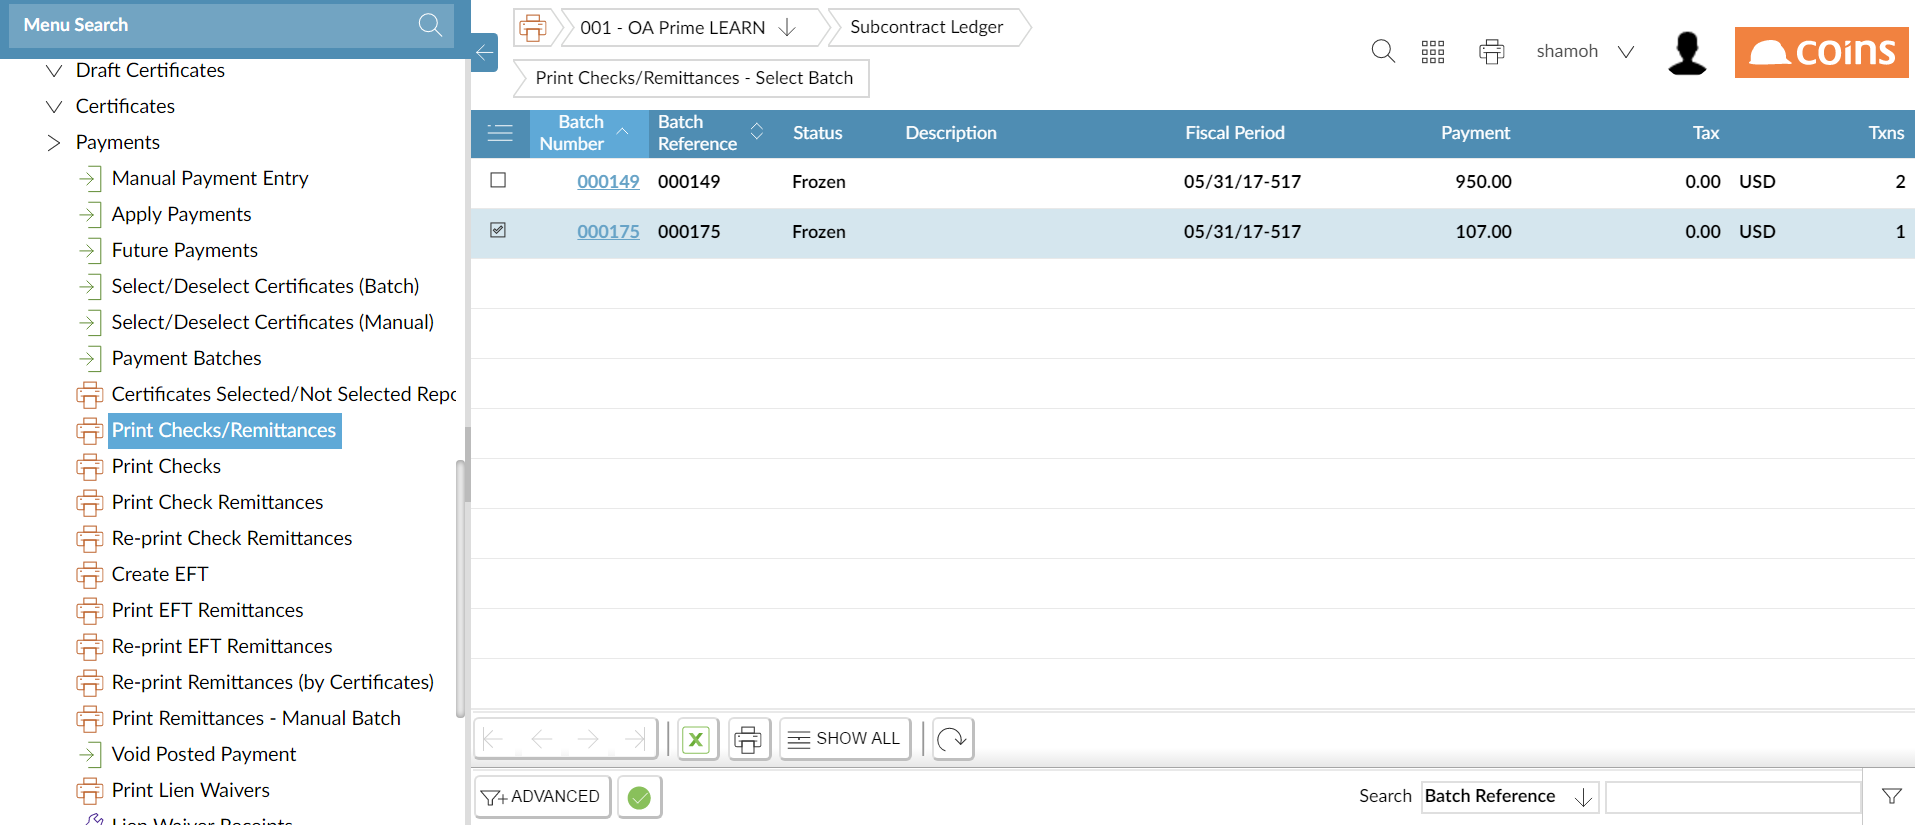 Menu Search
Draft Certificates
Certificates
Payments
Manual Payment Entry
Apply Payments
Future Payments
Select/Deselect Certificates (Batch)
Select/Deselect Certificates (Manual)
Payment Batches
Certificates Selected/Not Selected Repo
Print Checks/Remittances
Print Checks
Print Check Remittances
Re-print Check Remittances
Create EFT
Print EFT Remittances
Re-print EFT Remittances
Re-print Remittances (by Certificates)
Print Remittances - Manual Batch
Void Posted Payment
Print Lien Waivers
Lien Waiver Receipts
001 - OA Prime LEARN
Subcontract Ledger
Print Checks/Remittances - Select Batch
shamoh
coins
Batch Number Batch Reference Status Description Fiscal Period Payment Tax Txns
000149 000149 Frozen 05/31/17-517 950.00 0.00 USD 2
000175 000175 Frozen 05/31/17-517 107.00 0.00 USD 1
SHOW ALL
ADVANCED
Search Batch Reference